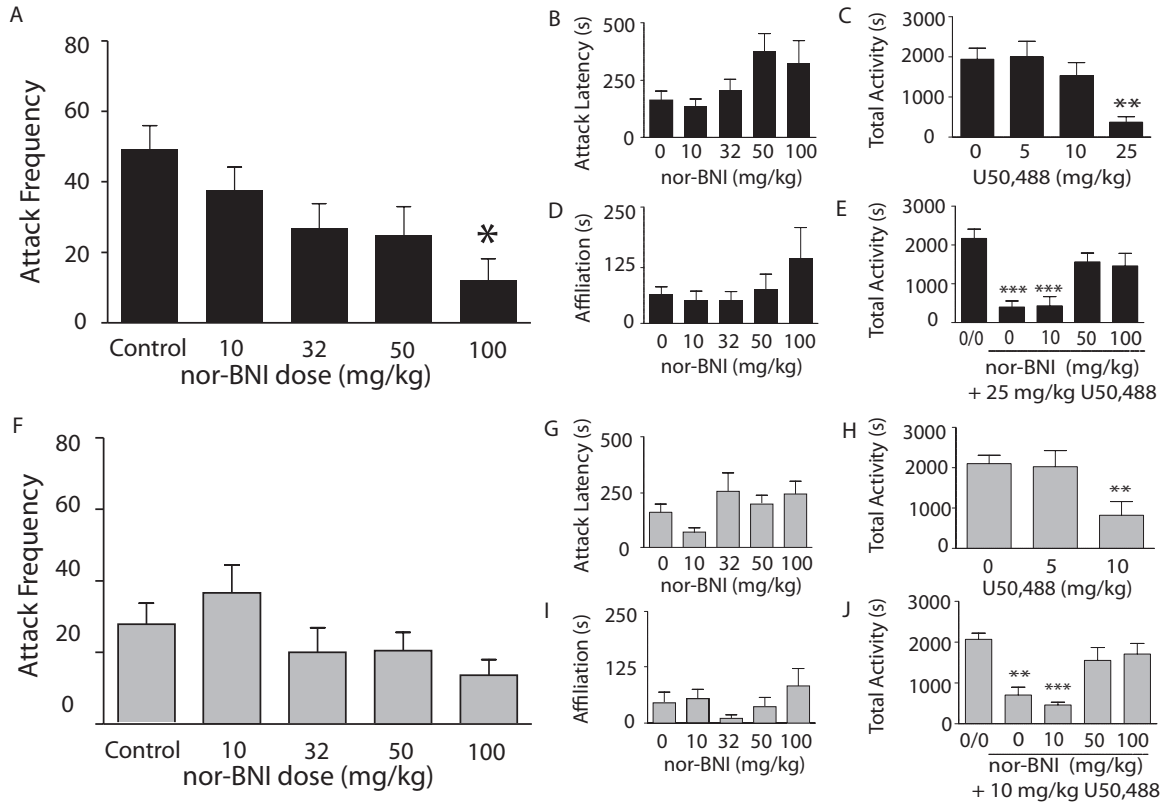 A
Attack Frequency
80
60
40
20
0
Control 10 32 50 100
nor-BNI dose (mg/kg)
*
B
Attack Latency (s)
500
250
0
0 10 32 50 100
nor-BNI (mg/kg)
C
Total Activity (s)
3000
2000
1000
0
**
0 5 10 25
U50,488 (mg/kg)
D
Affiliation (s)
250
125
0
0 10 32 50 100
nor-BNI (mg/kg)
E
Total Activity (s)
3000
2000
1000
0
*** ***
0/0 0 10 50 100
nor-BNI (mg/kg)
+ 25 mg/kg U50,488
F
Attack Frequency
80
60
40
20
0
Control 10 32 50 100
nor-BNI dose (mg/kg)
G
Attack Latency (s)
500
250
0
0 10 32 50 100
nor-BNI (mg/kg)
H
Total Activity (s)
3000
2000
1000
0
**
0 5 10
U50,488 (mg/kg)
I
Affiliation (s)
250
125
0
0 10 32 50 100
nor-BNI (mg/kg)
J
Total Activity (s)
3000
2000
1000
0
** ***
0/0 0 10 50 100
nor-BNI (mg/kg)
+ 10 mg/kg U50,488